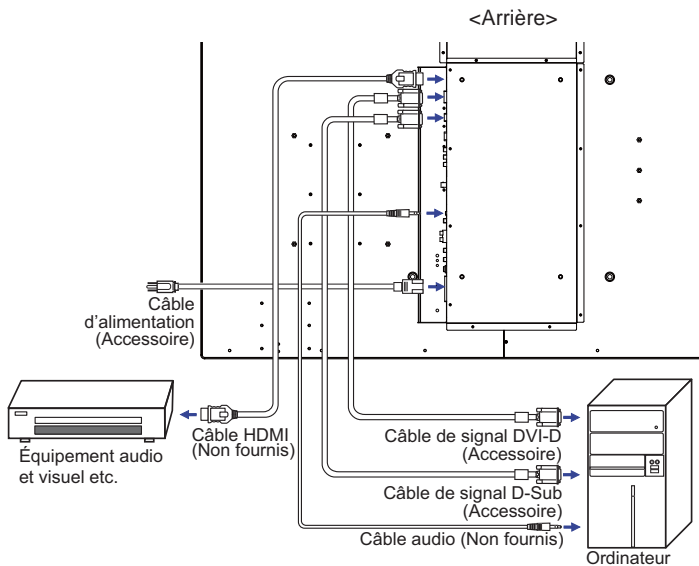 <Arrière>
Câble
d'alimentation
(Accessoire)
Câble HDMI
(Non fournis)
Équipement audio
et visuel etc.
Câble de signal DVI-D
(Accessoire)
Câble de signal D-Sub
(Accessoire)
Câble audio (Non fournis)
Ordinateur